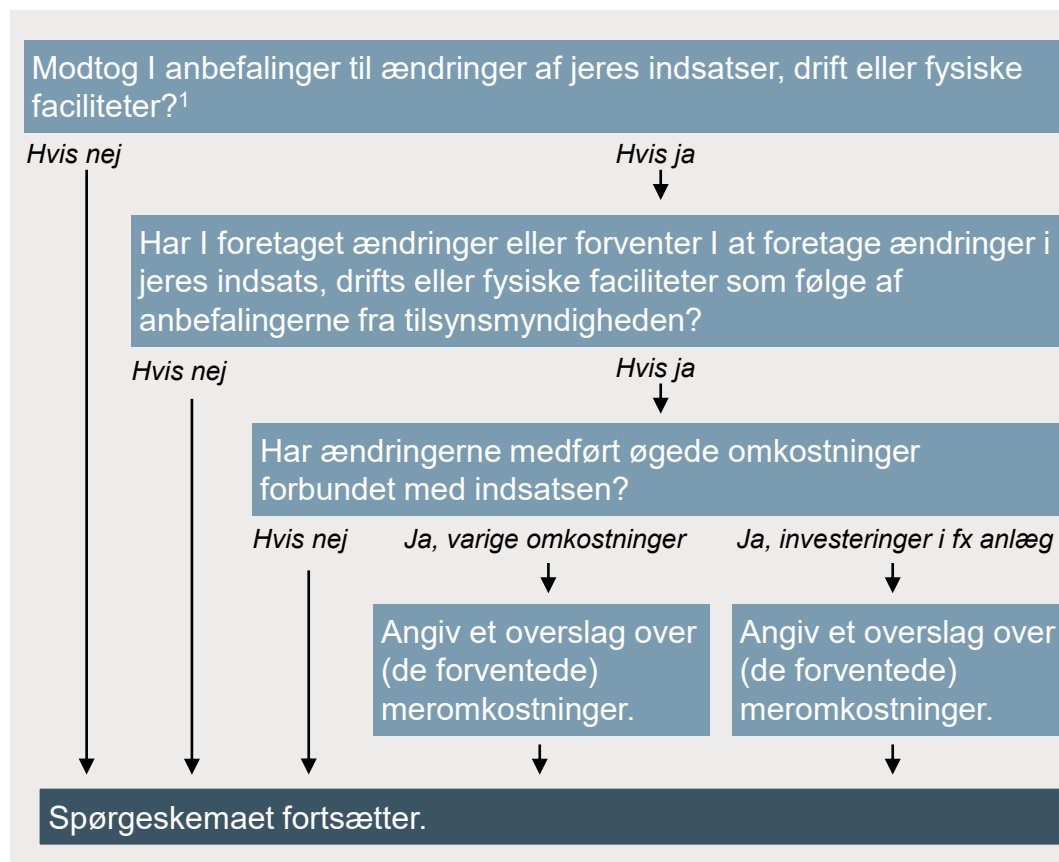 Modtog I anbefalinger til ændringer af jeres indsatser, drift eller fysiske
faciliteter?¹
Hvis nej
Hvis ja
Har I foretaget ændringer eller forventer I at foretage ændringer i
jeres indsats, drifts eller fysiske faciliteter som følge af
anbefalingerne fra tilsynsmyndigheden?
Hvis nej
Hvis ja
Har ændringerne medført øgede omkostninger
forbundet med indsatsen?
Hvis nej
Ja, varige omkostninger
Ja, investeringer i fx anlæg
Angiv et overslag over
(de forventede)
meromkostninger.
Angiv et overslag over
(de forventede)
meromkostninger.
Spørgeskemaet fortsætter.